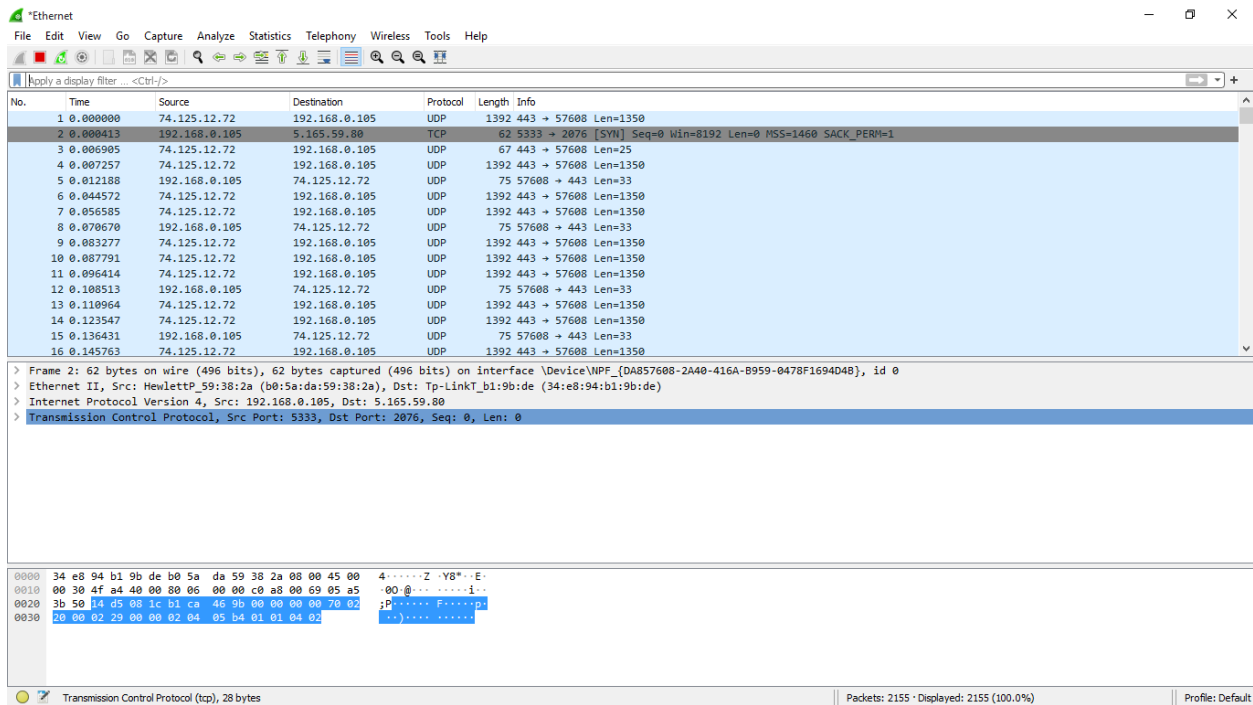 *Ethernet
File Edit View Go Capture Analyze Statistics Telephony Wireless Tools Help
Apply a display filter ... <Ctrl-/>
No. Time Source Destination Protocol Length Info
1 0.000000 74.125.12.72 192.168.0.105 UDP 1392 443 → 57608 Len=1350
2 0.000413 192.168.0.105 5.165.59.80 TCP 62 5333 → 2076 [SYN] Seq=0 Win=8192 Len=0 MSS=1460 SACK_PERM=1
3 0.006905 74.125.12.72 192.168.0.105 UDP 67 443 → 57608 Len=25
4 0.007257 74.125.12.72 192.168.0.105 UDP 1392 443 → 57608 Len=1350
5 0.012188 192.168.0.105 74.125.12.72 UDP 75 57608 → 443 Len=33
6 0.044572 74.125.12.72 192.168.0.105 UDP 1392 443 → 57608 Len=1350
7 0.056585 74.125.12.72 192.168.0.105 UDP 1392 443 → 57608 Len=1350
8 0.070670 192.168.0.105 74.125.12.72 UDP 75 57608 → 443 Len=33
9 0.083277 74.125.12.72 192.168.0.105 UDP 1392 443 → 57608 Len=1350
10 0.087791 74.125.12.72 192.168.0.105 UDP 1392 443 → 57608 Len=1350
11 0.096414 74.125.12.72 192.168.0.105 UDP 1392 443 → 57608 Len=1350
12 0.108513 192.168.0.105 74.125.12.72 UDP 75 57608 → 443 Len=33
13 0.110964 74.125.12.72 192.168.0.105 UDP 1392 443 → 57608 Len=1350
14 0.123547 74.125.12.72 192.168.0.105 UDP 1392 443 → 57608 Len=1350
15 0.136431 192.168.0.105 74.125.12.72 UDP 75 57608 → 443 Len=33
16 0.145763 74.125.12.72 192.168.0.105 UDP 1392 443 → 57608 Len=1350
> Frame 2: 62 bytes on wire (496 bits), 62 bytes captured (496 bits) on interface \Device\NPF_{DA857608-2A40-416A-B959-0478F1694D4B}, id 0
> Ethernet II, Src: HewlettP_59:38:2a (b0:5a:da:59:38:2a), Dst: Tp-LinkT_b1:9b:de (34:e8:94:b1:9b:de)
> Internet Protocol Version 4, Src: 192.168.0.105, Dst: 5.165.59.80
> Transmission Control Protocol, Src Port: 5333, Dst Port: 2076, Seq: 0, Len: 0
0000 34 e8 94 b1 9b de b0 5a da 59 38 2a 08 00 45 00 4······Z ·Y8*··E·
0010 00 30 4f a4 40 00 80 06 00 00 c0 a8 00 69 05 a5 ·0O·@··· ·····i··
0020 3b 50 14 d5 08 1c b1 ca 46 9b 00 00 00 00 70 02 ;P······ F·····p·
0030 20 00 02 29 00 00 02 04 05 b4 01 01 04 02 ··)···· ······
Transmission Control Protocol (tcp), 28 bytes Packets: 2155 · Displayed: 2155 (100.0%) Profile: Default